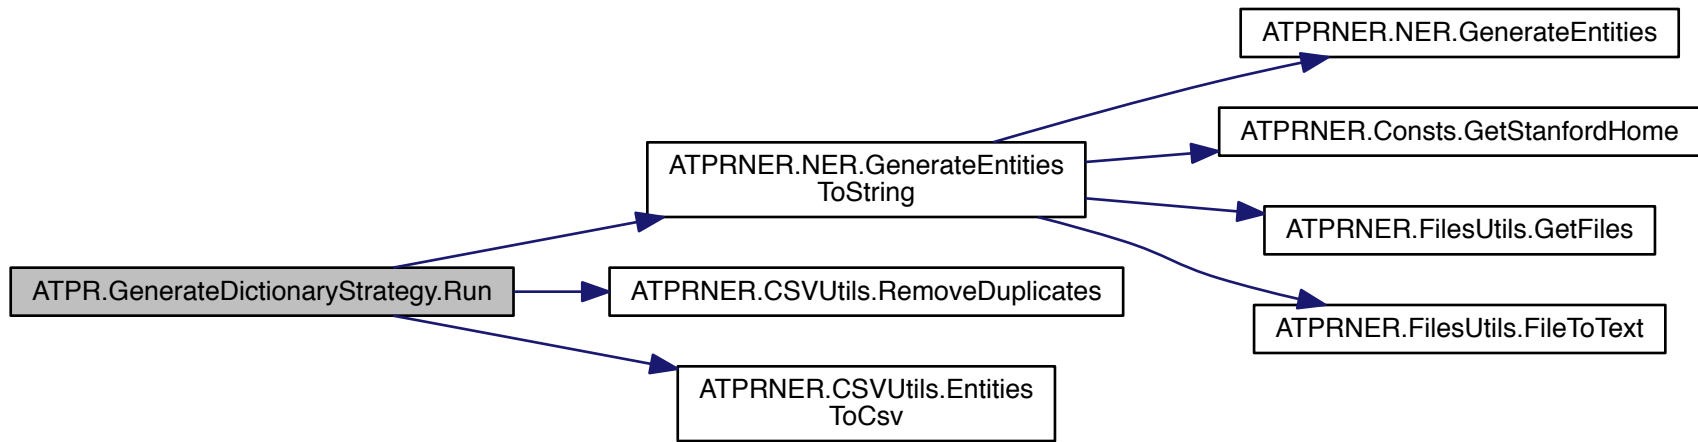 ATPRNER.NER.GenerateEntities
ATPRNER.Consts.GetStanfordHome
ATPRNER.NER.GenerateEntities
ToString
ATPRNER.FilesUtils.GetFiles
ATPR.GenerateDictionaryStrategy.Run
ATPRNER.CSVUtils.RemoveDuplicates
ATPRNER.FilesUtils.FileToText
ATPRNER.CSVUtils.Entities
ToCsv